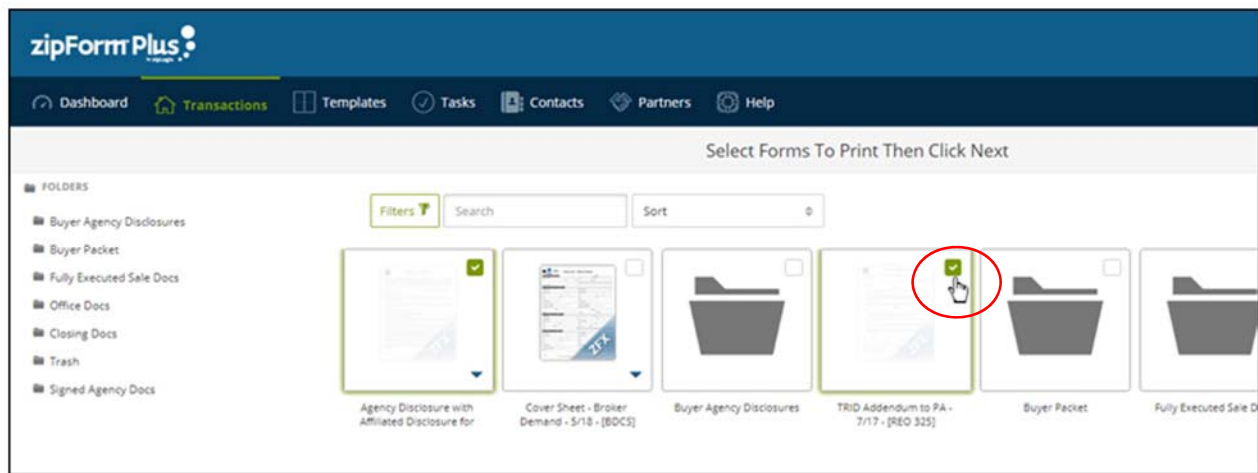 zipForm Plus
Dashboard Transactions Templates Tasks Contacts Partners Help
Select Forms To Print Then Click Next
FOLDERS
Buyer Agency Disclosures
Buyer Packet
Fully Executed Sale Docs
Office Docs
Closing Docs
Trash
Signed Agency Docs
Filters Search Sort
ZFX
Agency Disclosure with
Affiliated Disclosure for
Cover Sheet - Broker
Demand - 5/18 - [BDCS]
Buyer Agency Disclosures
TRID Addendum to PA -
7/17 - [REO 325]
Buyer Packet
Fully Executed Sale D